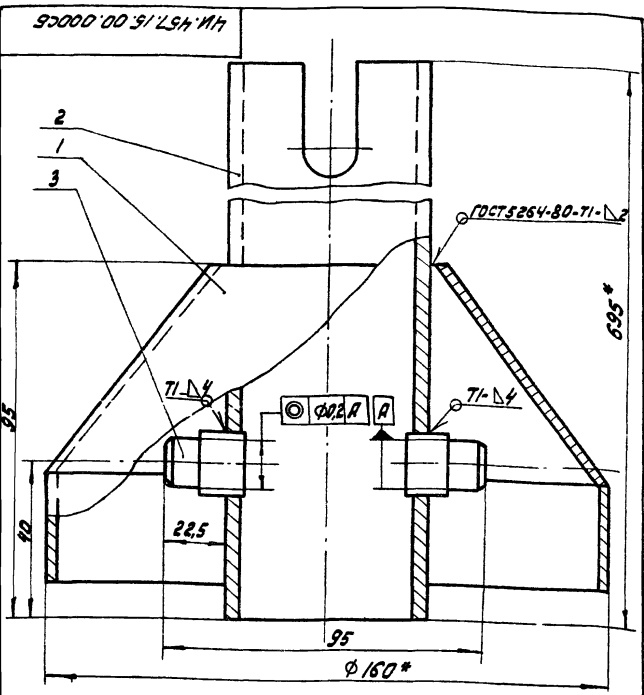 ЧИ.457.15.00.000СБ
2
1
3
ГОСТ5264-80-Т1-◺2
695*
Т1-◺4
◎ ϕ0,2 А
А
Т1-◺4
95
40
22,5
95
ϕ160*